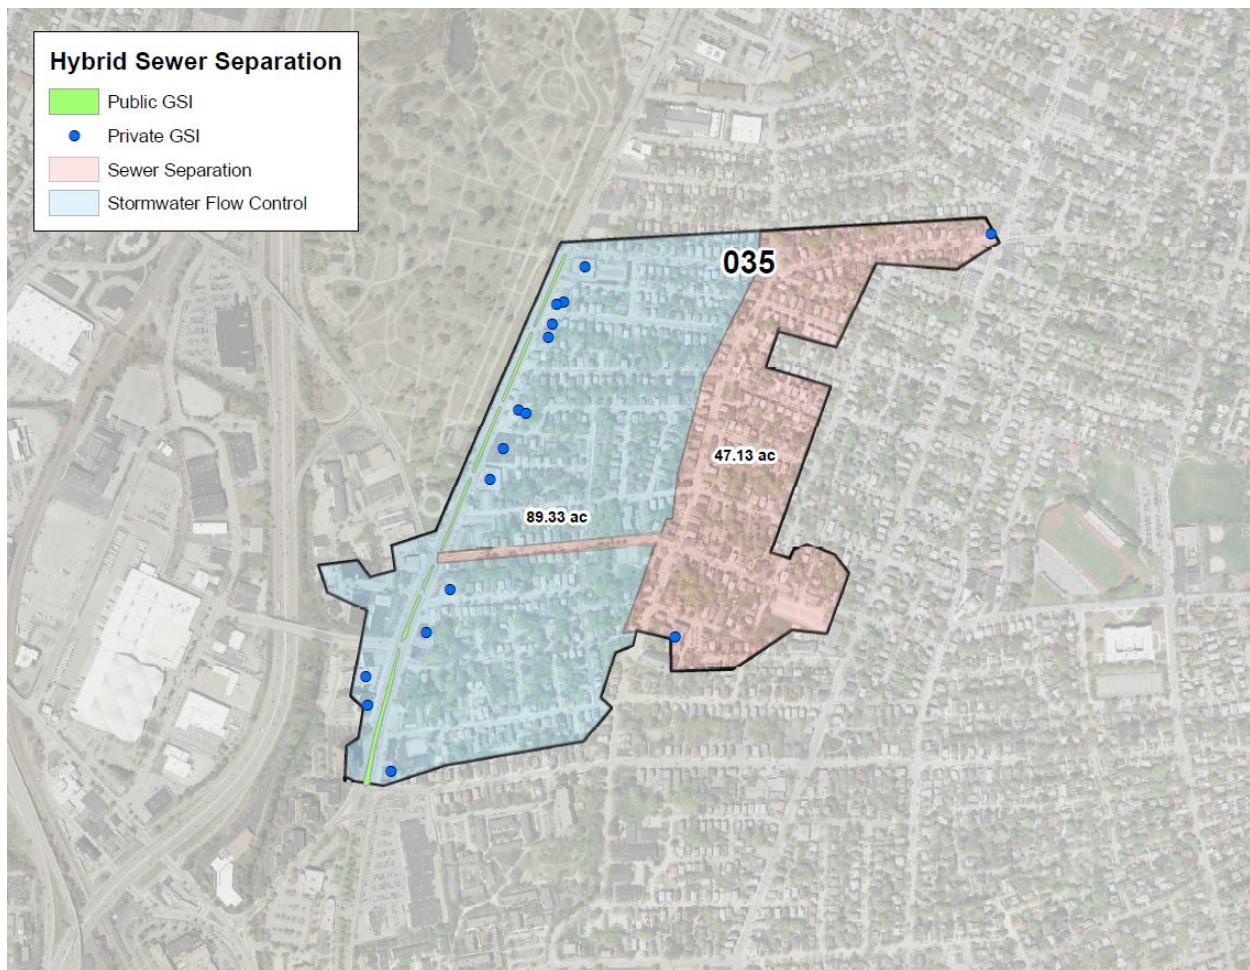 Hybrid Sewer Separation
Public GSI
Private GSI
Sewer Separation
Stormwater Flow Control
035
47.13 ac
89.33 ac